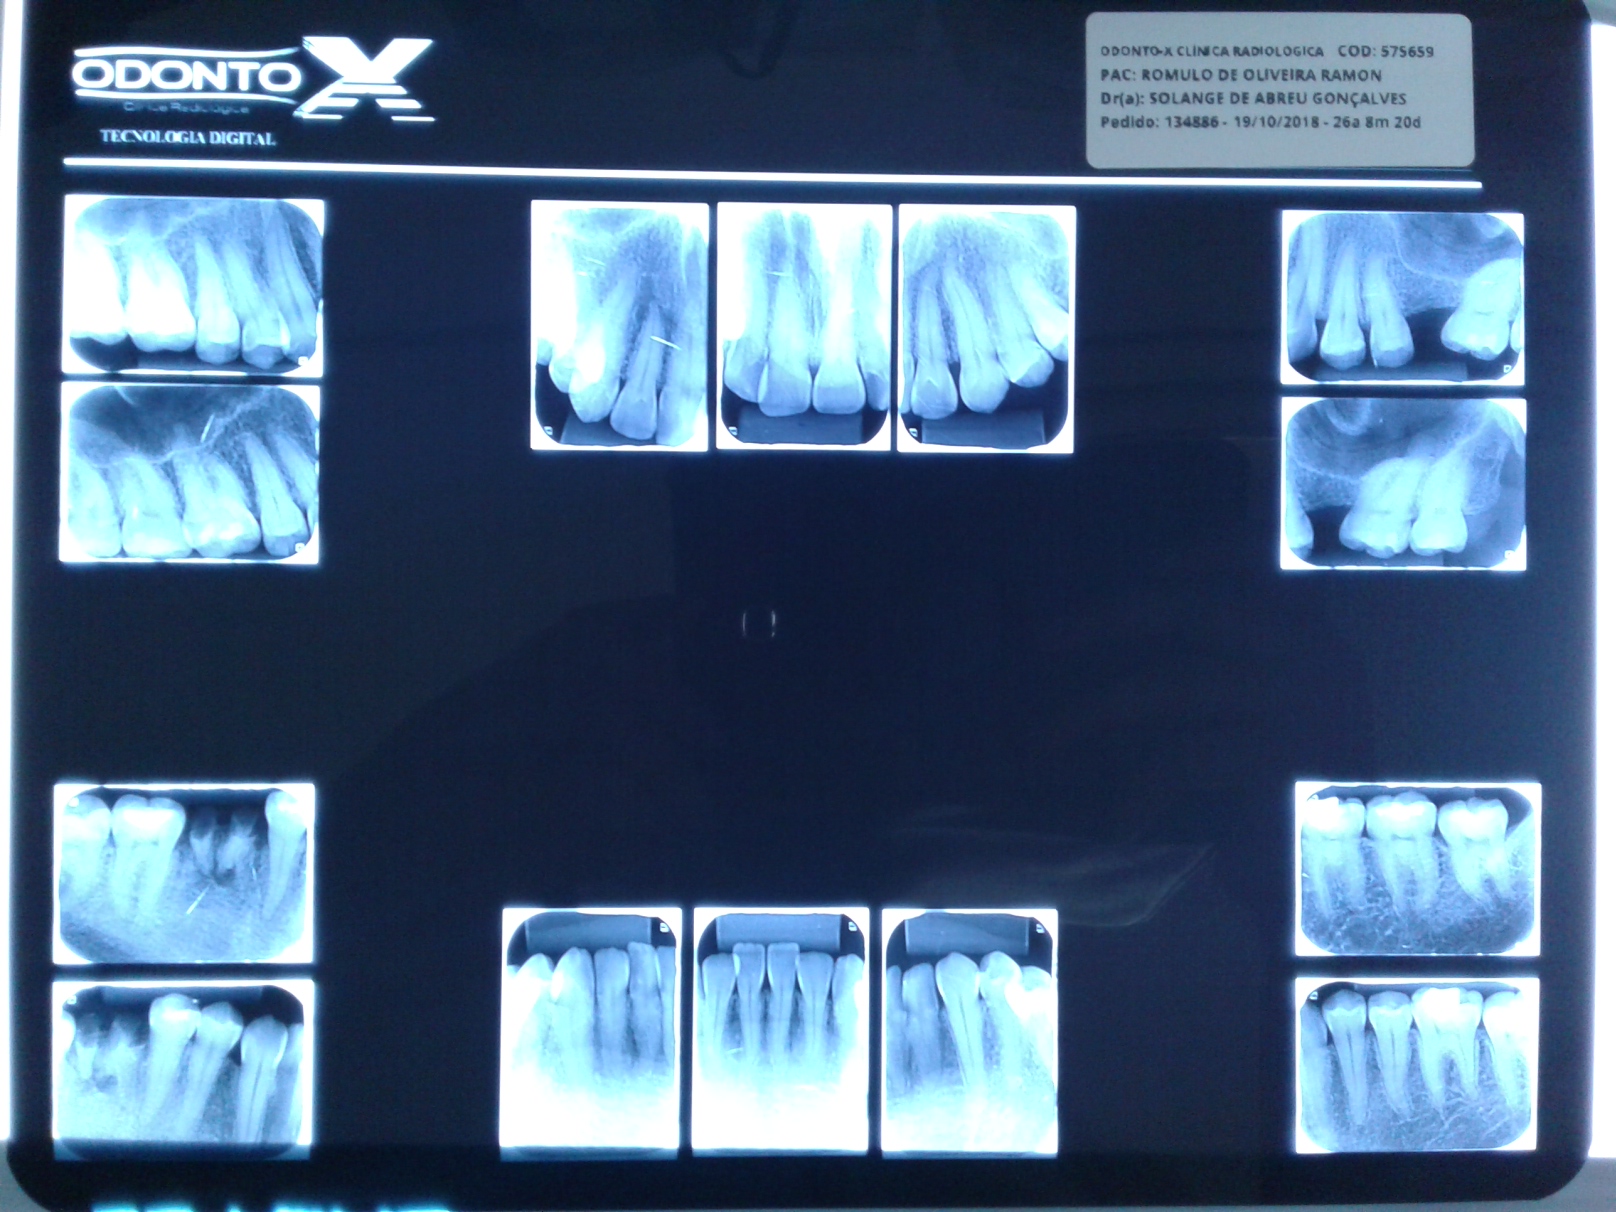 ODONTO X
Clínica Radiológica
TECNOLOGIA DIGITAL
ODONTO-X CLÍNICA RADIOLOGICA COD: 575659
PAC: ROMULO DE OLIVEIRA RAMON
Dr(a): SOLANGE DE ABREU GONÇALVES
Pedido: 134886 - 19/10/2018 - 26a 8m 20d